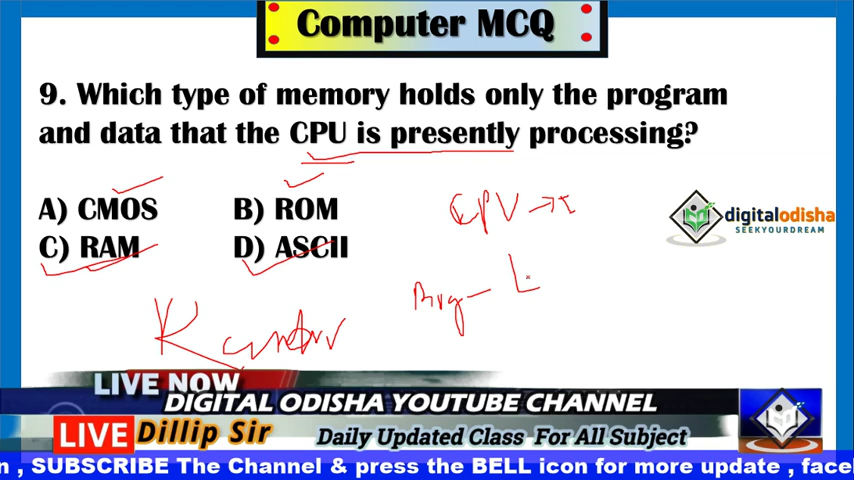 Computer MCQ
9. Which type of memory holds only the program
and data that the CPU is presently processing?
A) CMOS B) ROM
C) RAM D) ASCII
CPU
digitalodisha
SEEKYOURDREAM
LIVE NOW
DIGITAL ODISHA YOUTUBE CHANNEL
LIVE Dillip Sir Daily Updated Class For All Subject
n , SUBSCRIBE The Channel & press the BELL icon for more update , facel